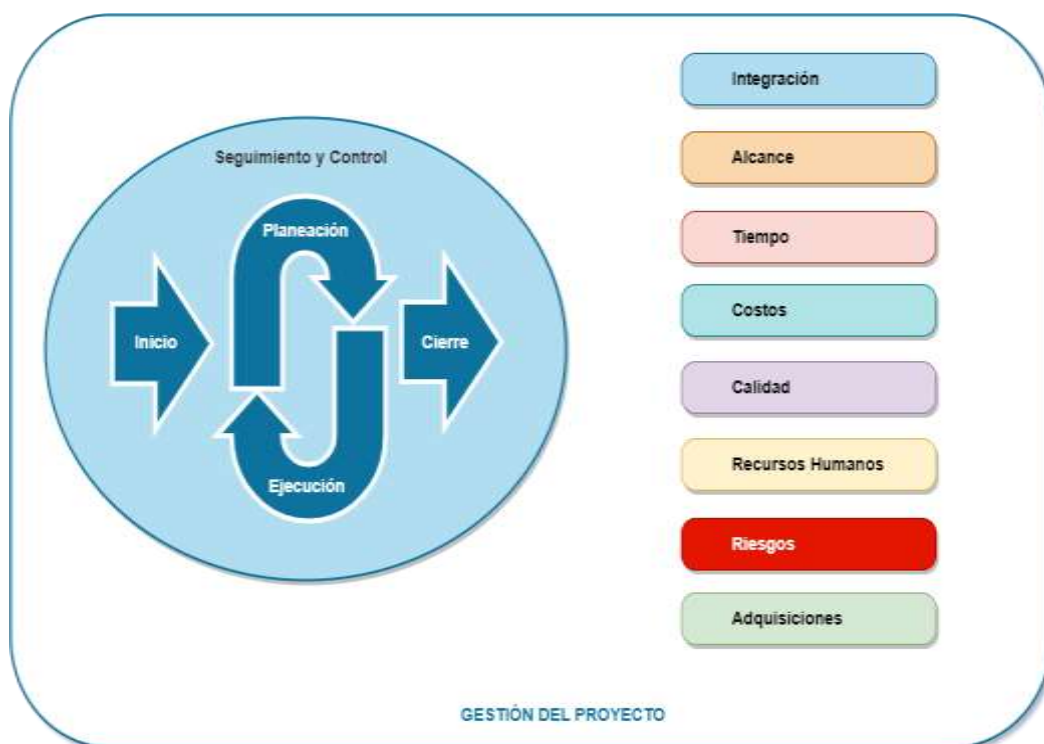 Seguimiento y Control
Planeación
Inicio
Cierre
Ejecución
Integración
Alcance
Tiempo
Costos
Calidad
Recursos Humanos
Riesgos
Adquisiciones
GESTIÓN DEL PROYECTO